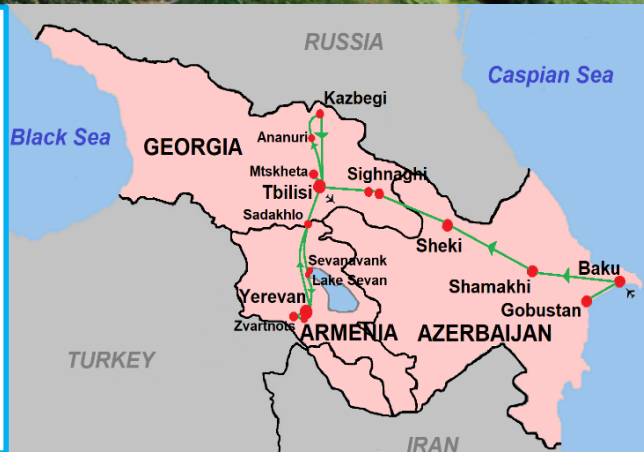 RUSSIA
Caspian Sea
Kazbegi
Black Sea
Ananuri
GEORGIA
Mtskheta
Sighnaghi
Tbilisi
Sadakhlo
Sheki
Sevanavank
Baku
Lake Sevan
Shamakhi
Yerevan
Gobustan
Zvartnots
ARMENIA
AZERBAIJAN
TURKEY
IRAN